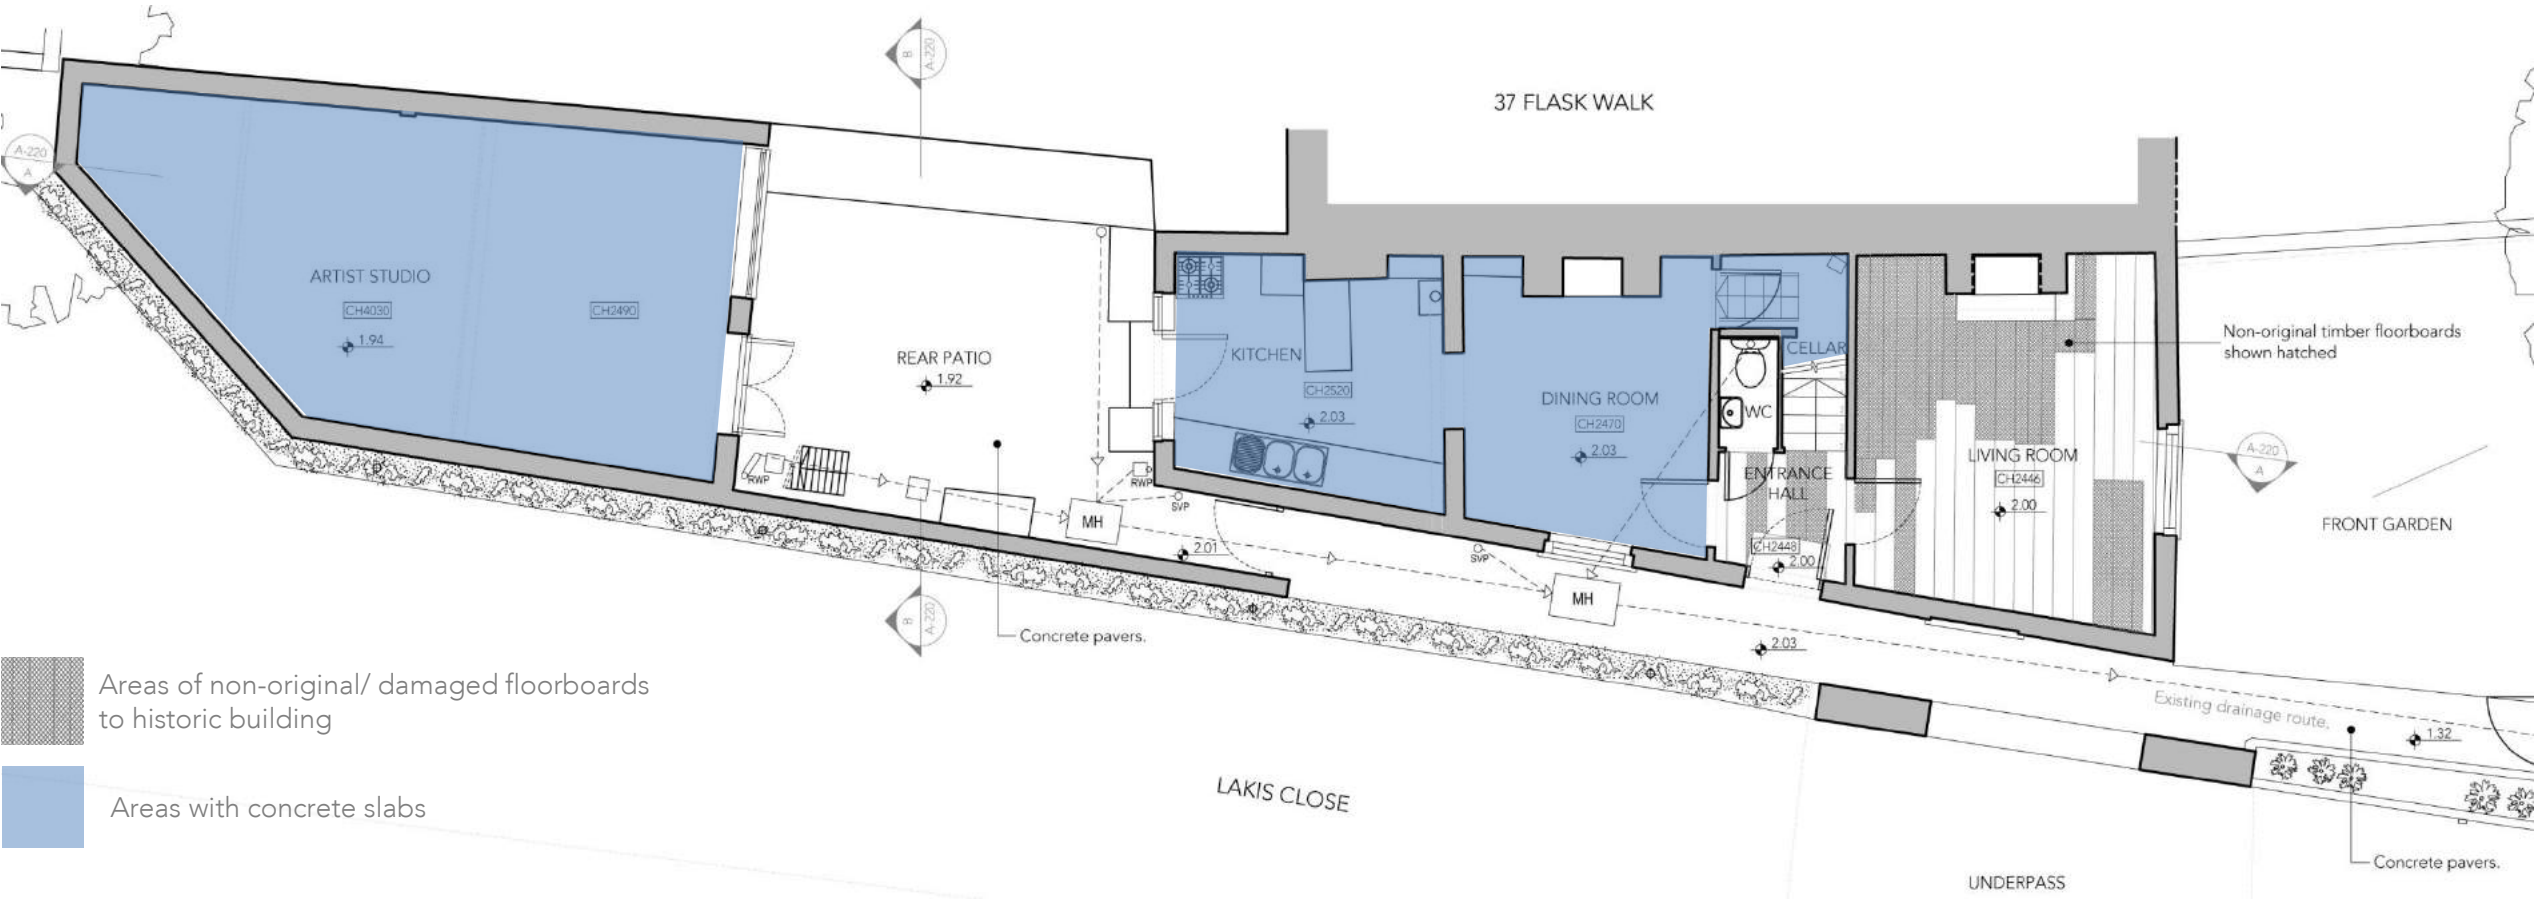 B
A-220
37 FLASK WALK
A-220
A
ARTIST STUDIO
CH4030
CH2490
1.94
REAR PATIO
1.92
KITCHEN
CH2520
2.03
DINING ROOM
CH2470
2.03
CELLAR
WC
ENTRANCE
HALL
CH2448
2.00
LIVING ROOM
CH2446
2.00
Non-original timber floorboards
shown hatched
A-220
A
FRONT GARDEN
RWP
RWP
SVP
MH
2.01
SVP
MH
2.03
B
A-220
Concrete pavers.
Areas of non-original/ damaged floorboards
to historic building
Existing drainage route.
1.32
Areas with concrete slabs
LAKIS CLOSE
Concrete pavers.
UNDERPASS